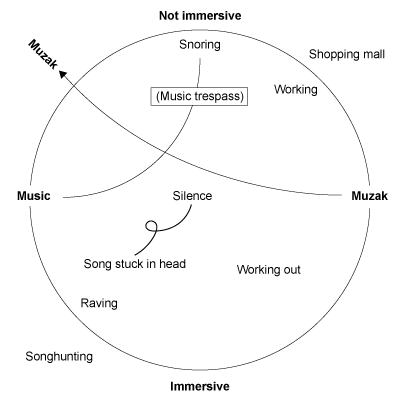 Not immersive
Snoring
Muzak
Shopping mall
Working
(Music trespass)
Music
Silence
Muzak
Song stuck in head
Working out
Raving
Songhunting
Immersive